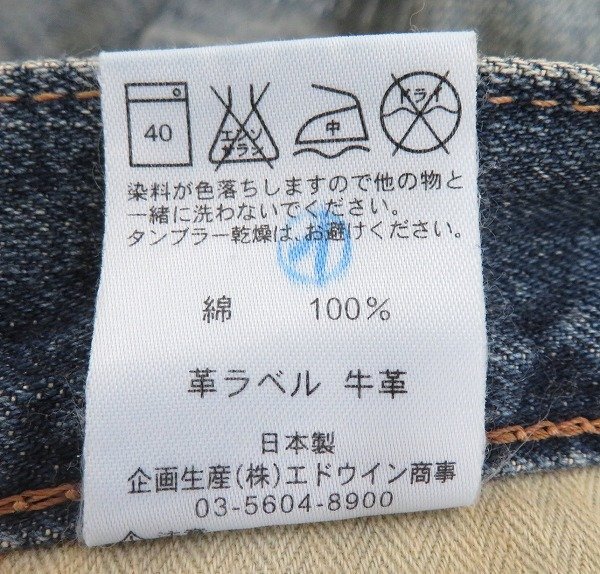 40
エンソ
サラシ
中
ドライ
染料が色落ちしますので他の物と
一緒に洗わないでください。
タンブラー乾燥は、お避けください。
綿 100%
革ラベル 牛革
日本製
企画生産(株)エドウイン商事
03-5604-8900